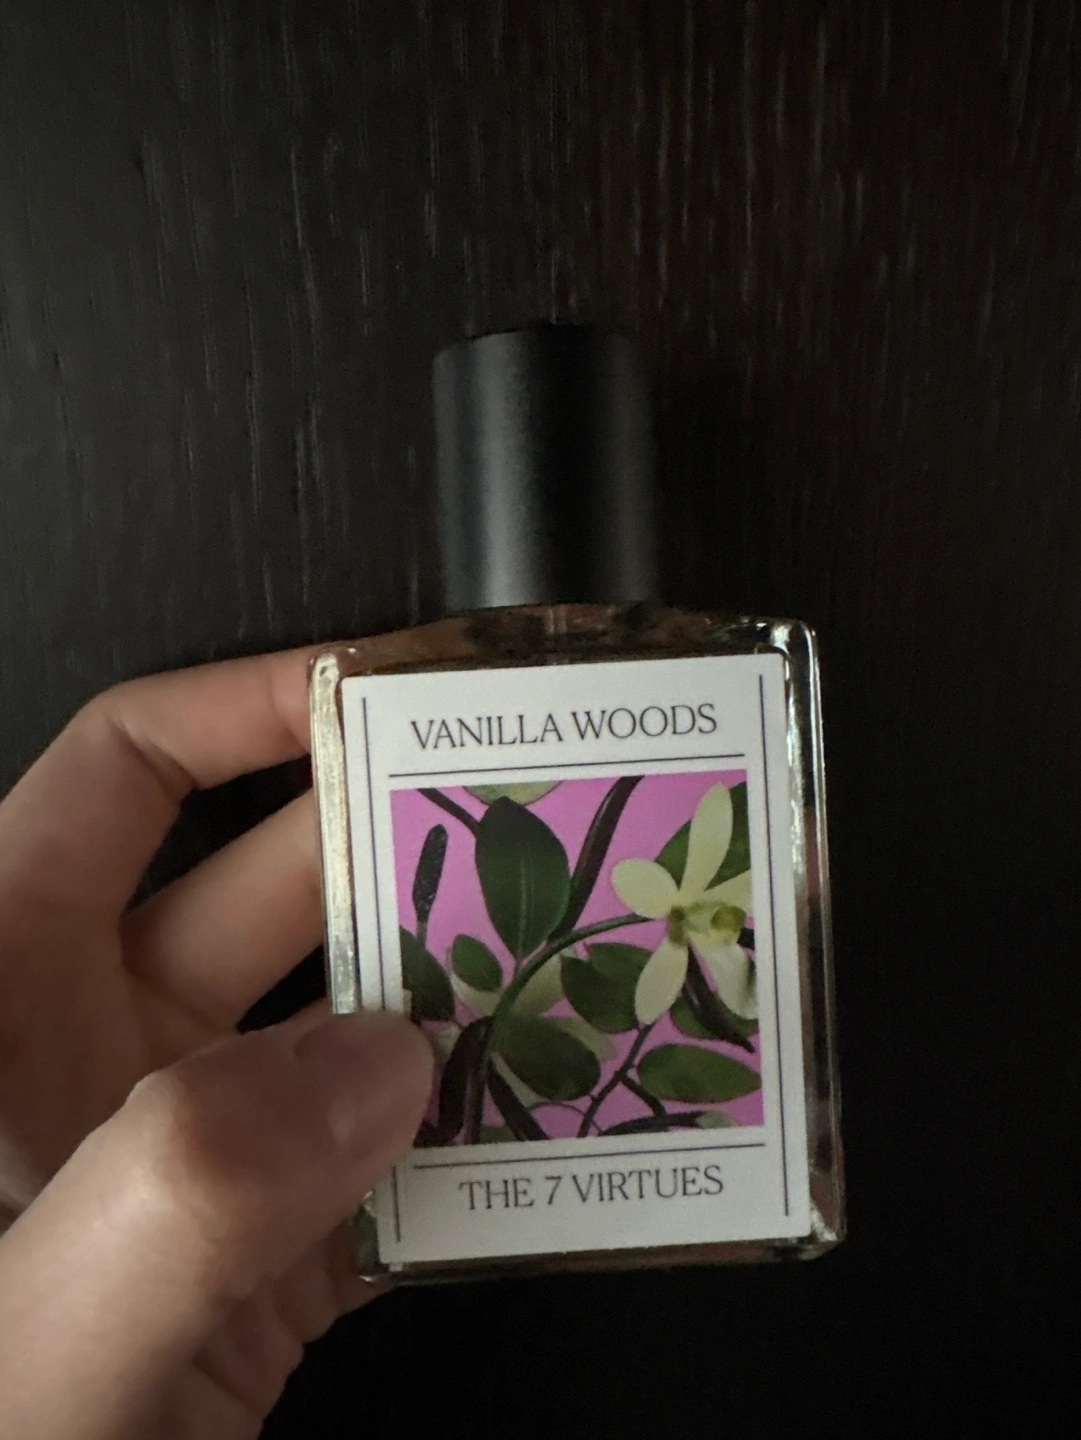 VANILLA WOODS
THE 7 VIRTUES